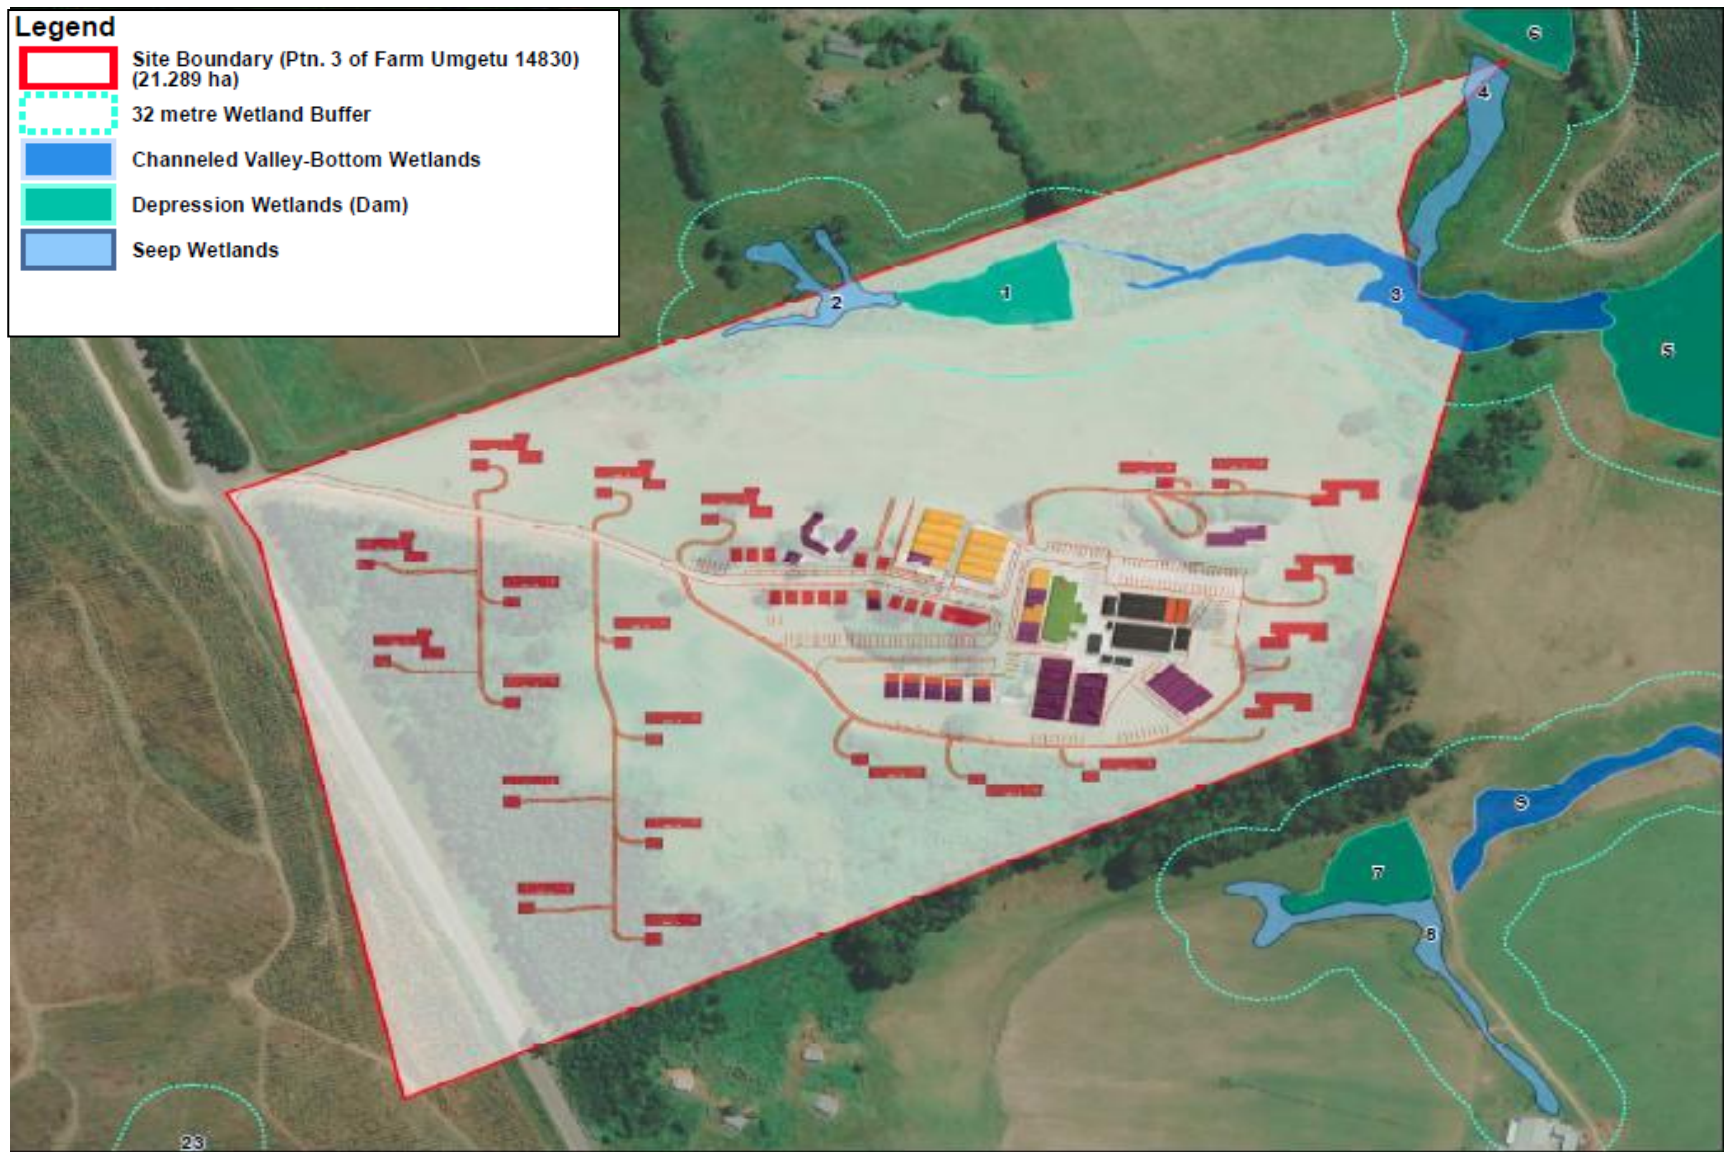 Legend
Site Boundary (Ptn. 3 of Farm Umgetu 14830)
(21.289 ha)
32 metre Wetland Buffer
Channeled Valley-Bottom Wetlands
Depression Wetlands (Dam)
Seep Wetlands
6
4
1
2
3
5
9
7
8
23